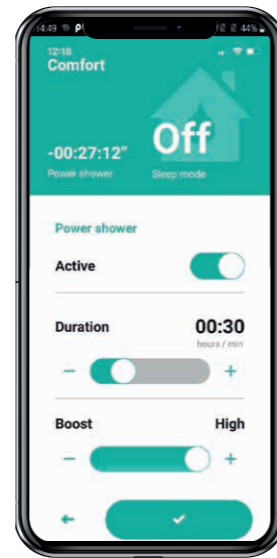 44%
12:18
Comfort
Off
-00:27:12"
Power shower
Sleep mode
Power shower
Active
Duration
00:30
hours / min
Boost
High